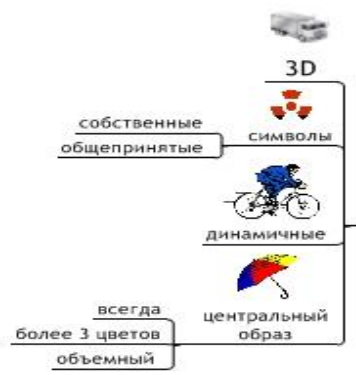 3D
собственные
общепринятые
символы
динамичные
всегда
более 3 цветов
объемный
центральный
образ